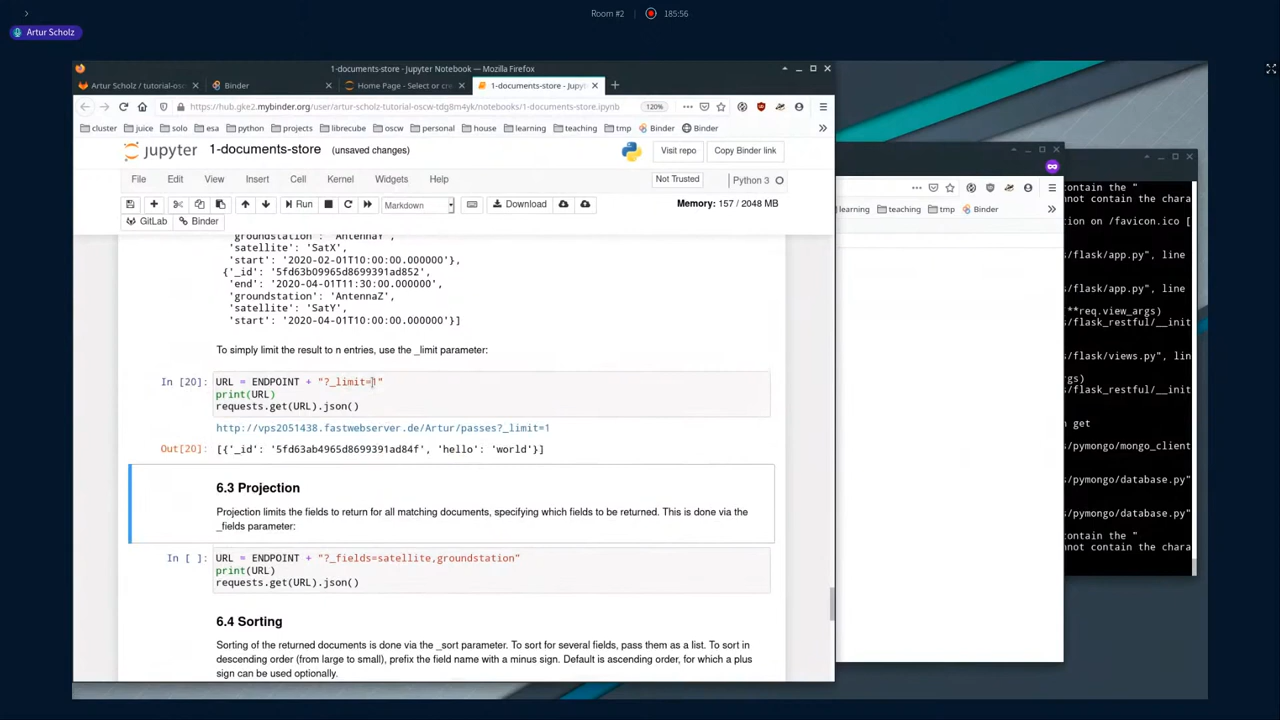 Room #2 185:56
Artur Scholz
1-documents-store - Jupyter Notebook — Mozilla Firefox
Artur Scholz / tutorial-os Binder Home Page - Select or cre 1-documents-store - Jupyt
https://hub.gke2.mybinder.org/user/artur-scholz-tutorial-oscw-tdg8m4yk/notebooks/1-documents-store.ipynb 120%
cluster juice solo esa python projects librecube oscw personal house learning teaching tmp Binder Binder
jupyter 1-documents-store (unsaved changes) Visit repo Copy Binder link
File Edit View Insert Cell Kernel Widgets Help Not Trusted Python 3
Run Markdown Download Memory: 157 / 2048 MB
GitLab Binder
'groundstation': 'AntennaY',
'satellite': 'SatX',
'start': '2020-02-01T10:00:00.000000'},
{'_id': '5fd63b09965d8699391ad852',
'end': '2020-04-01T11:30:00.000000',
'groundstation': 'AntennaZ',
'satellite': 'SatY',
'start': '2020-04-01T10:00:00.000000'}]
To simply limit the result to n entries, use the _limit parameter:
In [20]: URL = ENDPOINT + "?_limit=1"
print(URL)
requests.get(URL).json()
http://vps2051438.fastwebserver.de/Artur/passes?_limit=1
Out[20]: [{'_id': '5fd63ab4965d8699391ad84f', 'hello': 'world'}]
6.3 Projection
Projection limits the fields to return for all matching documents, specifying which fields to be returned. This is done via the
_fields parameter:
In [ ]: URL = ENDPOINT + "?_fields=satellite,groundstation"
print(URL)
requests.get(URL).json()
6.4 Sorting
Sorting of the returned documents is done via the _sort parameter. To sort for several fields, pass them as a list. To sort in
descending order (from large to small), prefix the field name with a minus sign. Default is ascending order, for which a plus
sign can be used optionally.
learning teaching tmp Binder
contain the "
nnot contain the chara
tion on /favicon.ico [
s/flask/app.py", line
s/flask/app.py", line
**req.view_args)
s/flask_restful/__init
s/flask/views.py", line
gs)
s/flask_restful/__init
n get
s/pymongo/mongo_client
s/pymongo/database.py"
s/pymongo/database.py"
contain the "
nnot contain the chara